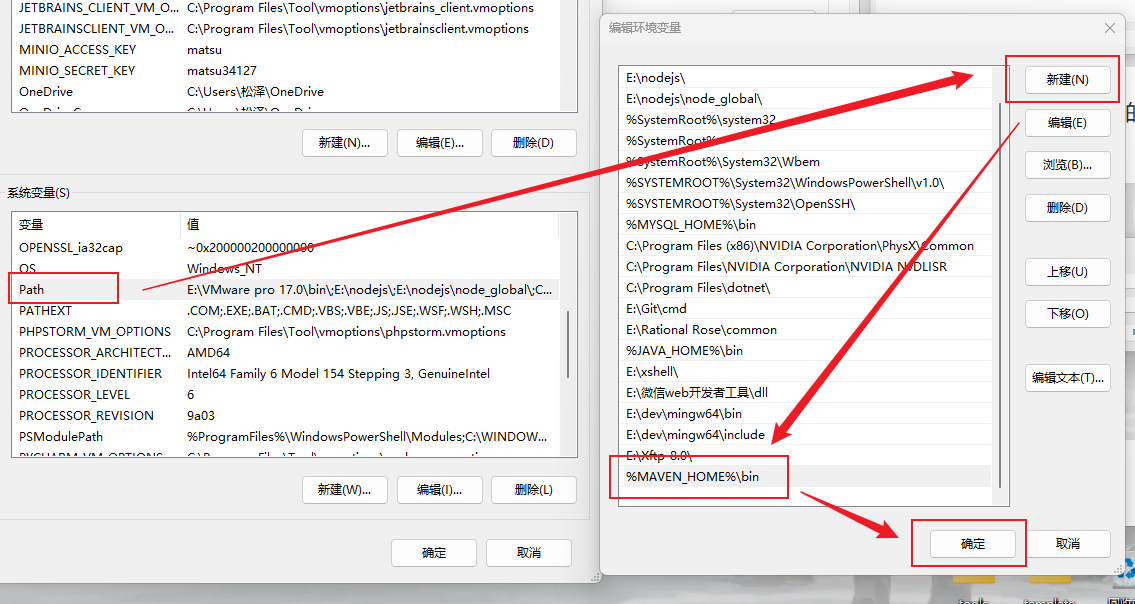 JETBRAINS_CLIENT_VM_O... C:\Program Files\Tool\vmoptions\jetbrains_client.vmoptions
JETBRAINSCLIENT_VM_O... C:\Program Files\Tool\vmoptions\jetbrainsclient.vmoptions
MINIO_ACCESS_KEY matsu
MINIO_SECRET_KEY matsu34127
OneDrive C:\Users\松泽\OneDrive
新建(N)... 编辑(E)... 删除(D)
系统变量(S)
变量 值
OPENSSL_ia32cap ~0x200000200000000
OS Windows_NT
Path E:\VMware pro 17.0\bin\;E:\nodejs\;E:\nodejs\node_global\;C...
PATHEXT .COM;.EXE;.BAT;.CMD;.VBS;.VBE;.JS;.JSE;.WSF;.WSH;.MSC
PHPSTORM_VM_OPTIONS C:\Program Files\Tool\vmoptions\phpstorm.vmoptions
PROCESSOR_ARCHITECT... AMD64
PROCESSOR_IDENTIFIER Intel64 Family 6 Model 154 Stepping 3, GenuineIntel
PROCESSOR_LEVEL 6
PROCESSOR_REVISION 9a03
PSModulePath %ProgramFiles%\WindowsPowerShell\Modules;C:\WINDOW...
新建(W)... 编辑(I)... 删除(L)
确定 取消
编辑环境变量
E:\nodejs\
E:\nodejs\node_global\
%SystemRoot%\system32
%SystemRoot%
%SystemRoot%\System32\Wbem
%SYSTEMROOT%\System32\WindowsPowerShell\v1.0\
%SYSTEMROOT%\System32\OpenSSH\
%MYSQL_HOME%\bin
C:\Program Files (x86)\NVIDIA Corporation\PhysX\Common
C:\Program Files\NVIDIA Corporation\NVIDIA NvDLISR
C:\Program Files\dotnet\
E:\Git\cmd
E:\Rational Rose\common
%JAVA_HOME%\bin
E:\xshell\
E:\微信web开发者工具\dll
E:\dev\mingw64\bin
E:\dev\mingw64\include
E:\Xftp-8.0\
%MAVEN_HOME%\bin
新建(N)
编辑(E)
浏览(B)...
删除(D)
上移(U)
下移(O)
编辑文本(T)...
确定 取消
的